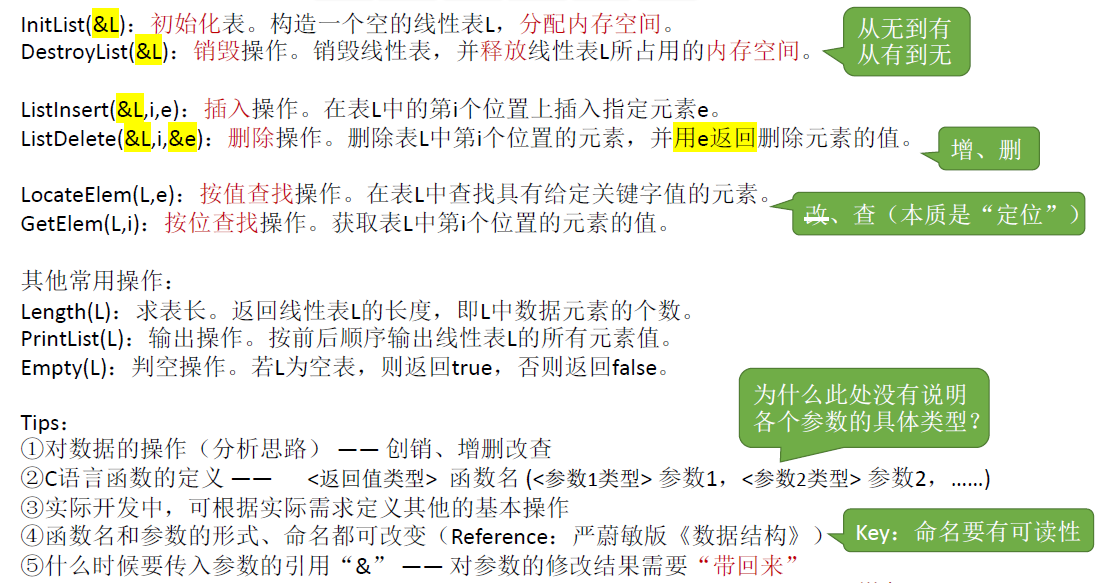 InitList(&L)：初始化表。构造一个空的线性表L，分配内存空间。
DestroyList(&L)：销毁操作。销毁线性表，并释放线性表L所占用的内存空间。
从无到有
从有到无
ListInsert(&L,i,e)：插入操作。在表L中的第i个位置上插入指定元素e。
ListDelete(&L,i,&e)：删除操作。删除表L中第i个位置的元素，并用e返回删除元素的值。
增、删
LocateElem(L,e)：按值查找操作。在表L中查找具有给定关键字值的元素。
GetElem(L,i)：按位查找操作。获取表L中第i个位置的元素的值。
改、查（本质是“定位”）
其他常用操作：
Length(L)：求表长。返回线性表L的长度，即L中数据元素的个数。
PrintList(L)：输出操作。按前后顺序输出线性表L的所有元素值。
Empty(L)：判空操作。若L为空表，则返回true，否则返回false。
为什么此处没有说明
各个参数的具体类型？
Tips：
①对数据的操作（分析思路） —— 创销、增删改查
②C语言函数的定义 —— <返回值类型> 函数名 (<参数1类型> 参数1，<参数2类型> 参数2，……)
③实际开发中，可根据实际需求定义其他的基本操作
④函数名和参数的形式、命名都可改变（Reference：严蔚敏版《数据结构》）
Key：命名要有可读性
⑤什么时候要传入参数的引用“&” —— 对参数的修改结果需要“带回来”